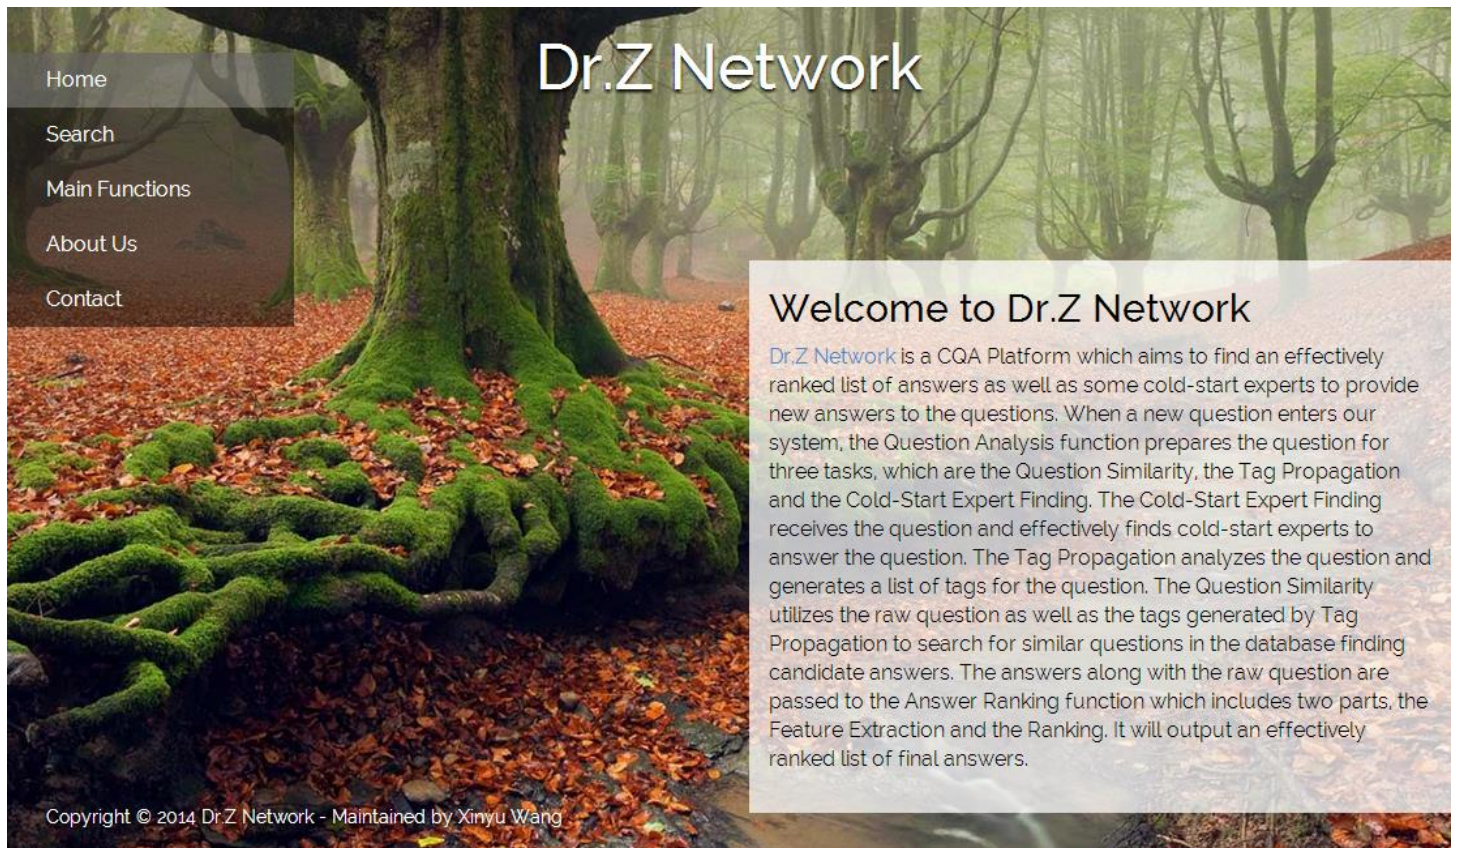 Dr.Z Network
Home
Search
Main Functions
About Us
Contact
Welcome to Dr.Z Network
Dr.Z Network is a CQA Platform which aims to find an effectively
ranked list of answers as well as some cold-start experts to provide
new answers to the questions. When a new question enters our
system, the Question Analysis function prepares the question for
three tasks, which are the Question Similarity, the Tag Propagation
and the Cold-Start Expert Finding. The Cold-Start Expert Finding
receives the question and effectively finds cold-start experts to
answer the question. The Tag Propagation analyzes the question and
generates a list of tags for the question. The Question Similarity
utilizes the raw question as well as the tags generated by Tag
Propagation to search for similar questions in the database finding
candidate answers. The answers along with the raw question are
passed to the Answer Ranking function which includes two parts, the
Feature Extraction and the Ranking. It will output an effectively
ranked list of final answers.
Copyright © 2014 Dr.Z Network - Maintained by Xinyu Wang